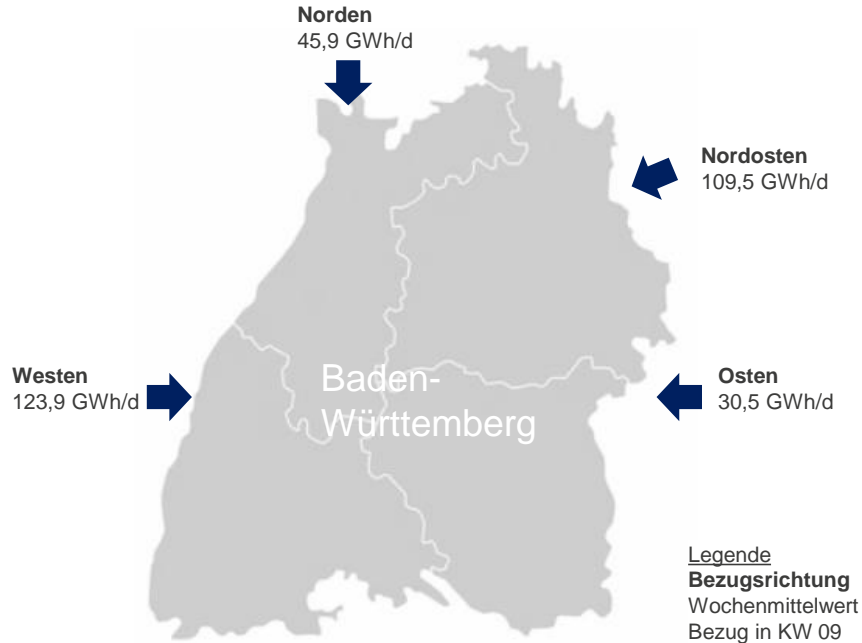 Norden
45,9 GWh/d
Nordosten
109,5 GWh/d
Westen
123,9 GWh/d
Baden-
Württemberg
Osten
30,5 GWh/d
Legende
Bezugsrichtung
Wochenmittelwert
Bezug in KW 09